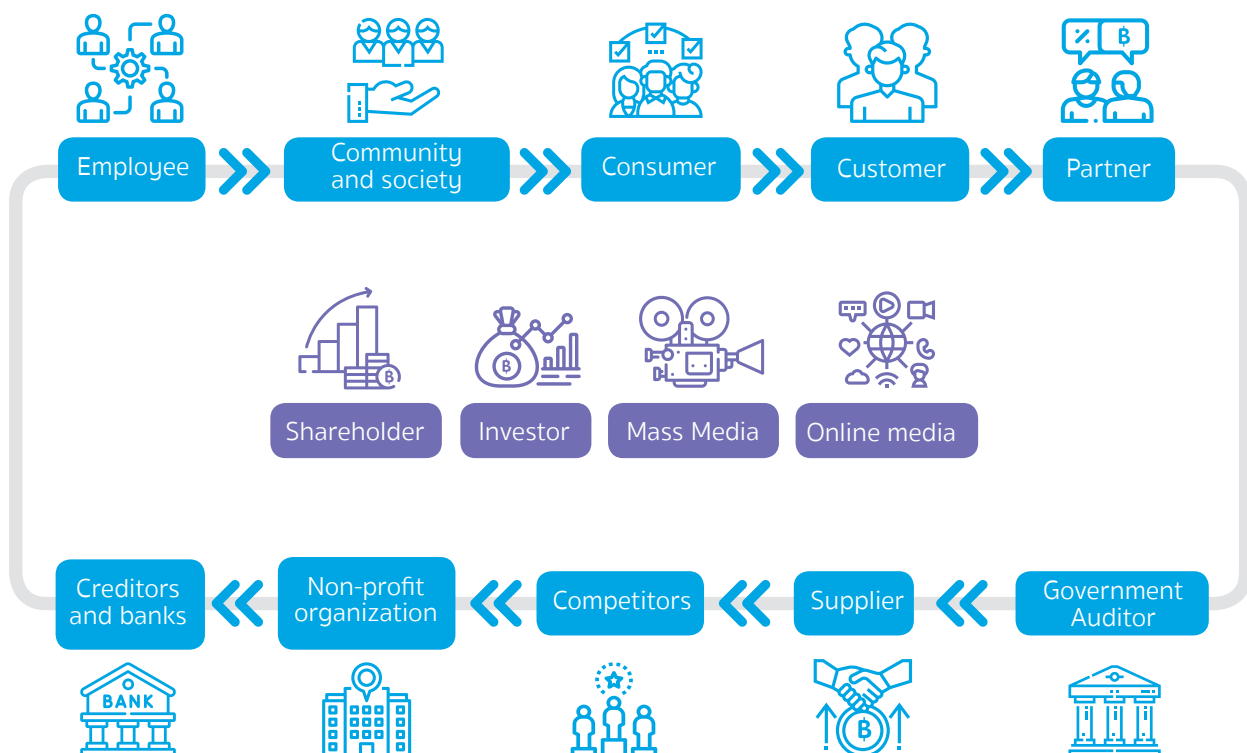 Employee
Community
and society
Consumer
Customer
Partner
Shareholder
Investor
Mass Media
Online media
Creditors
and banks
Non-profit
organization
Competitors
Supplier
Government
Auditor
BANK